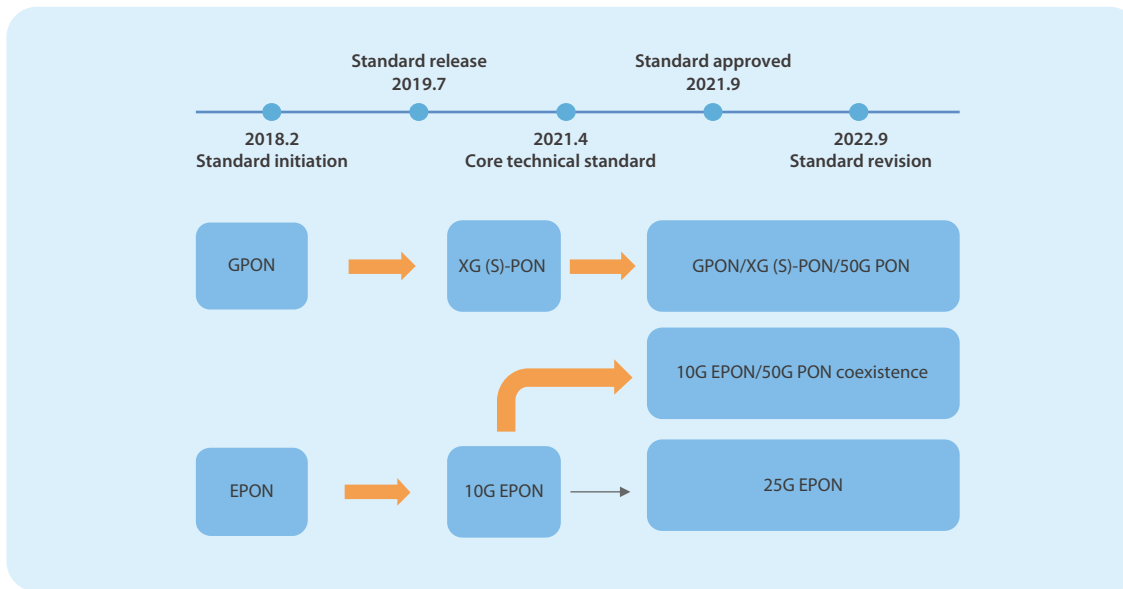 Standard release
2019.7
Standard approved
2021.9
2018.2
Standard initiation
2021.4
Core technical standard
2022.9
Standard revision
GPON
XG (S)-PON
GPON/XG (S)-PON/50G PON
10G EPON/50G PON coexistence
EPON
10G EPON
25G EPON